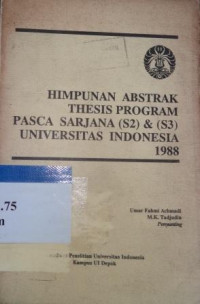 HIMPUNAN ABSTRAK
THESIS PROGRAM
PASCA SARJANA (S2) & (S3)
UNIVERSITAS INDONESIA
1988
Umar Fahmi Achmadi
M.K. Tadjudin
Penyunting
.75
m
Penelitian Universitas Indonesia
Kampus UI Depok